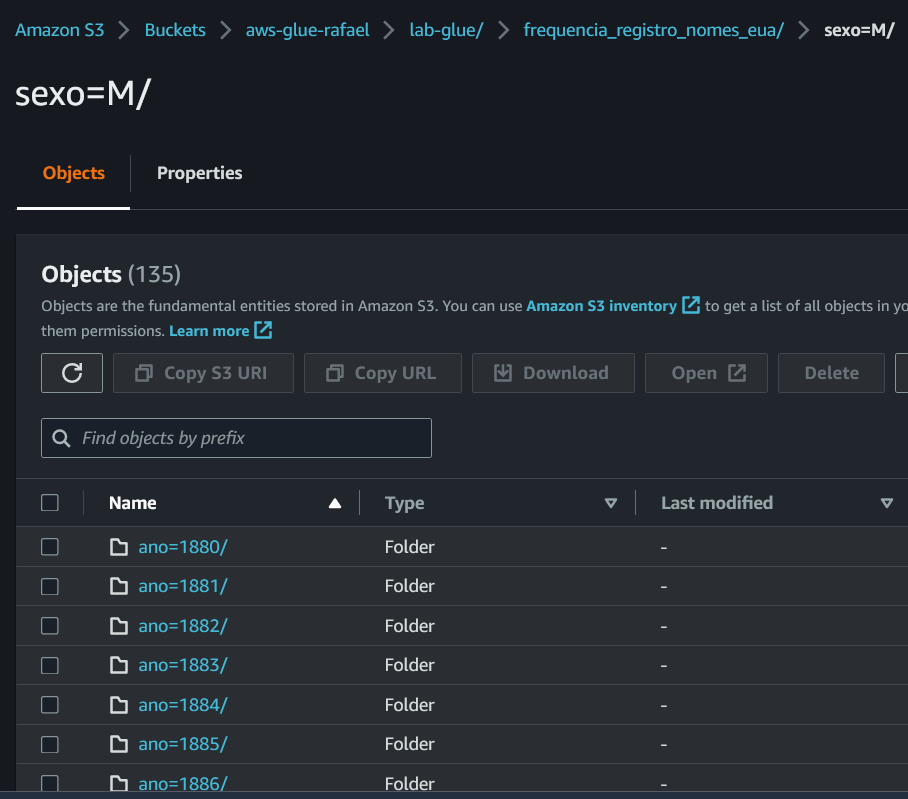 Amazon S3 > Buckets > aws-glue-rafael > lab-glue/ > frequencia_registro_nomes_eua/ > sexo=M/
sexo=M/
Objects Properties
Objects (135)
Objects are the fundamental entities stored in Amazon S3. You can use Amazon S3 inventory to get a list of all objects in yo
them permissions. Learn more
Copy S3 URI Copy URL Download Open Delete
Find objects by prefix
Name Type Last modified
ano=1880/ Folder -
ano=1881/ Folder -
ano=1882/ Folder -
ano=1883/ Folder -
ano=1884/ Folder -
ano=1885/ Folder -
ano=1886/ Folder -